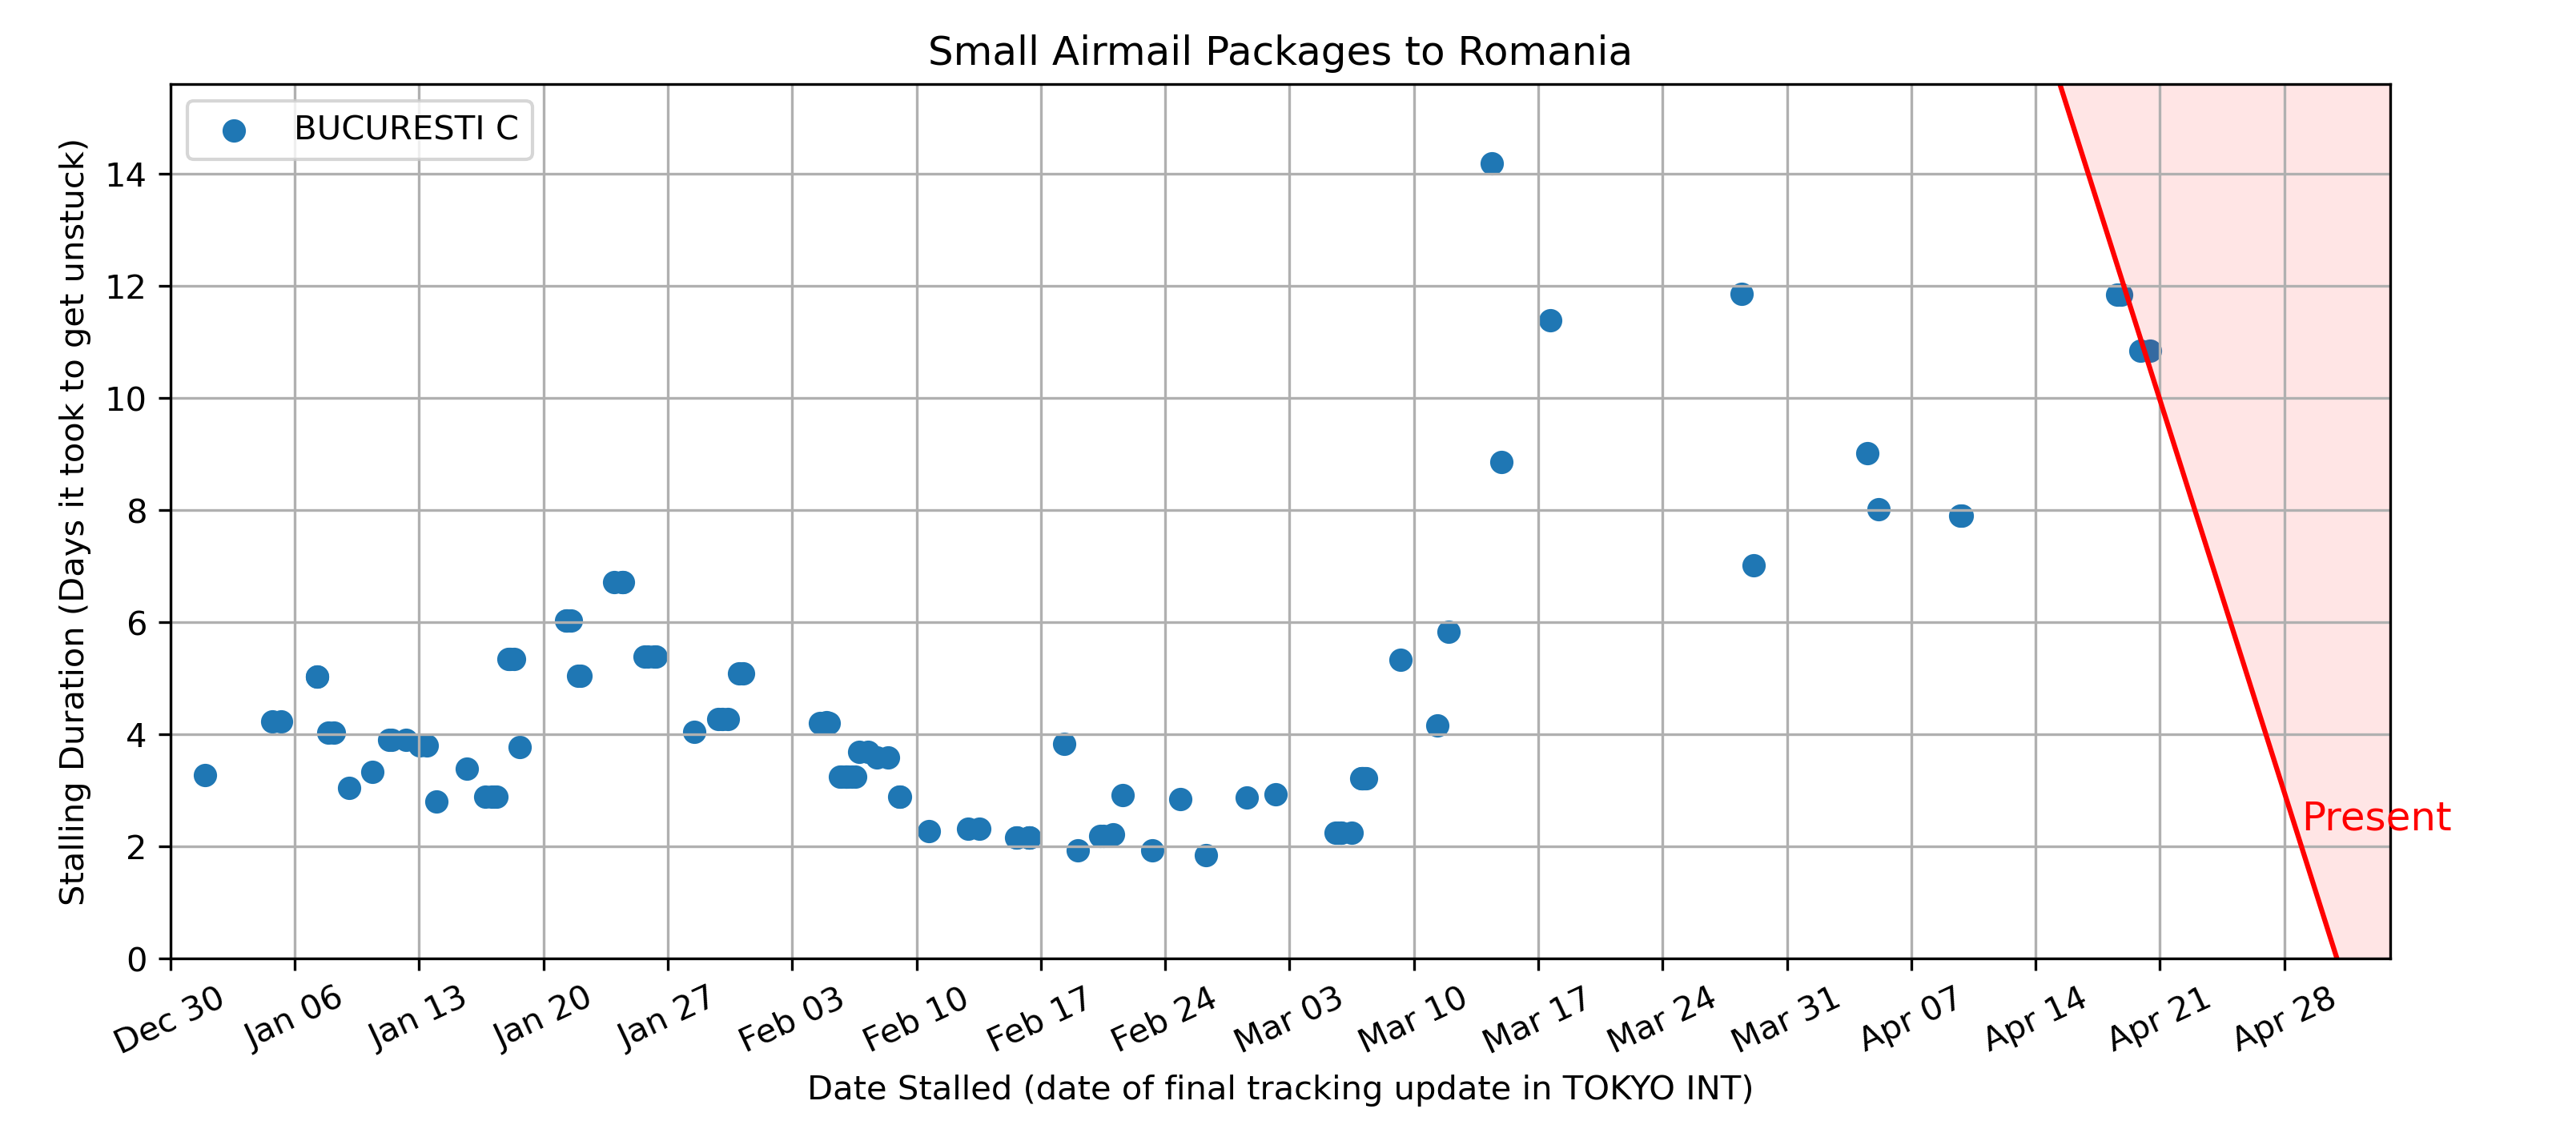 Small Airmail Packages to Romania
BUCURESTI C
Stalling Duration (Days it took to get unstuck)
14
12
10
8
6
4
2
0
Present
Dec 30
Jan 06
Jan 13
Jan 20
Jan 27
Feb 03
Feb 10
Feb 17
Feb 24
Mar 03
Mar 10
Mar 17
Mar 24
Mar 31
Apr 07
Apr 14
Apr 21
Apr 28
Date Stalled (date of final tracking update in TOKYO INT)